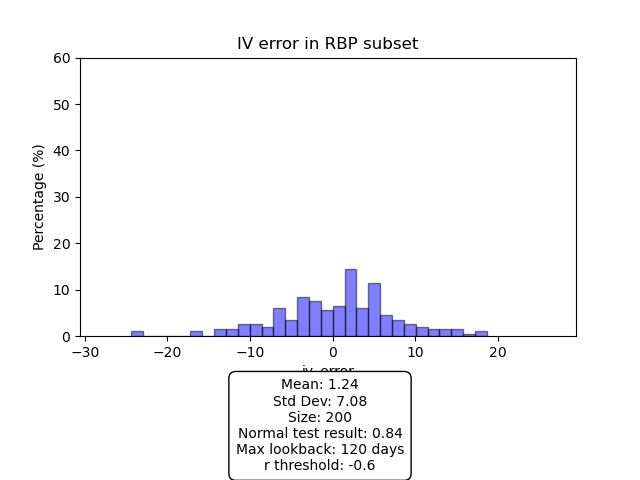 IV error in RBP subset
60
50
40
30
20
10
0
Percentage (%)
−30
−20
−10
0
10
20
iv_error
Mean: 1.24
Std Dev: 7.08
Size: 200
Normal test result: 0.84
Max lookback: 120 days
r threshold: -0.6